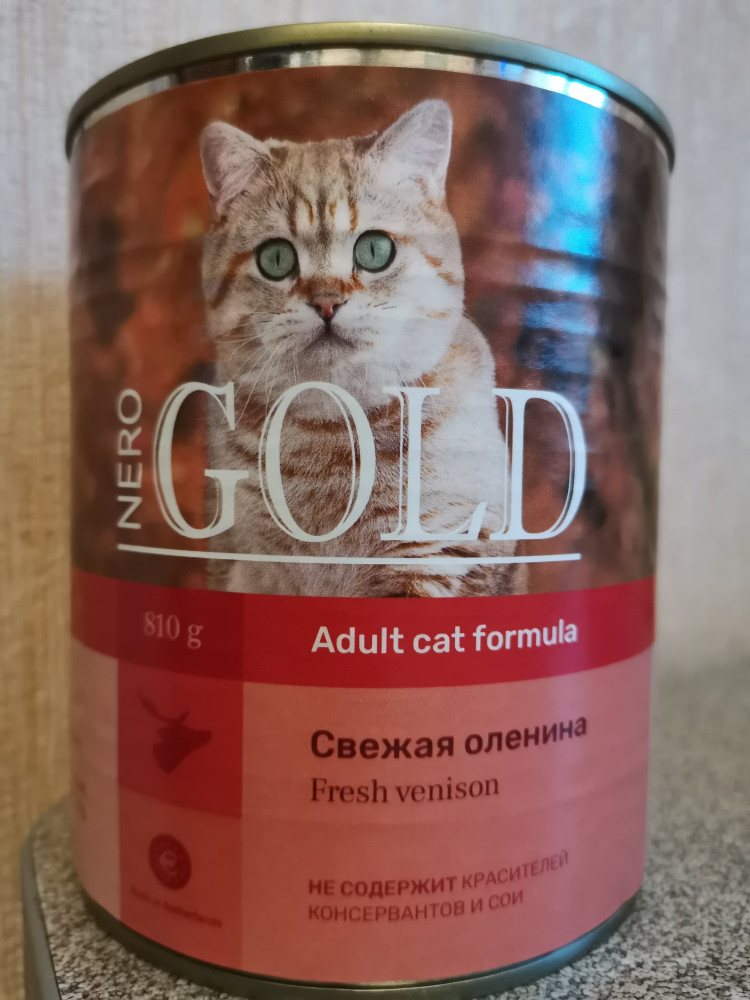 NERO
GOLD
810 g
Adult cat formula
Свежая оленина
Fresh venison
НЕ СОДЕРЖИТ КРАСИТЕЛЕЙ
КОНСЕРВАНТОВ И СОИ